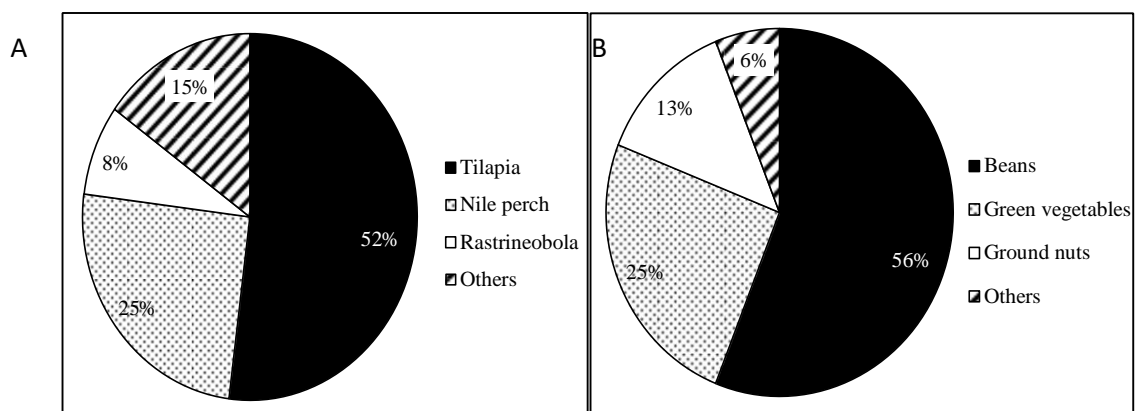 A
15%
8%
25%
52%
Tilapia
Nile perch
Rastrineobola
Others
B
6%
13%
25%
56%
Beans
Green vegetables
Ground nuts
Others